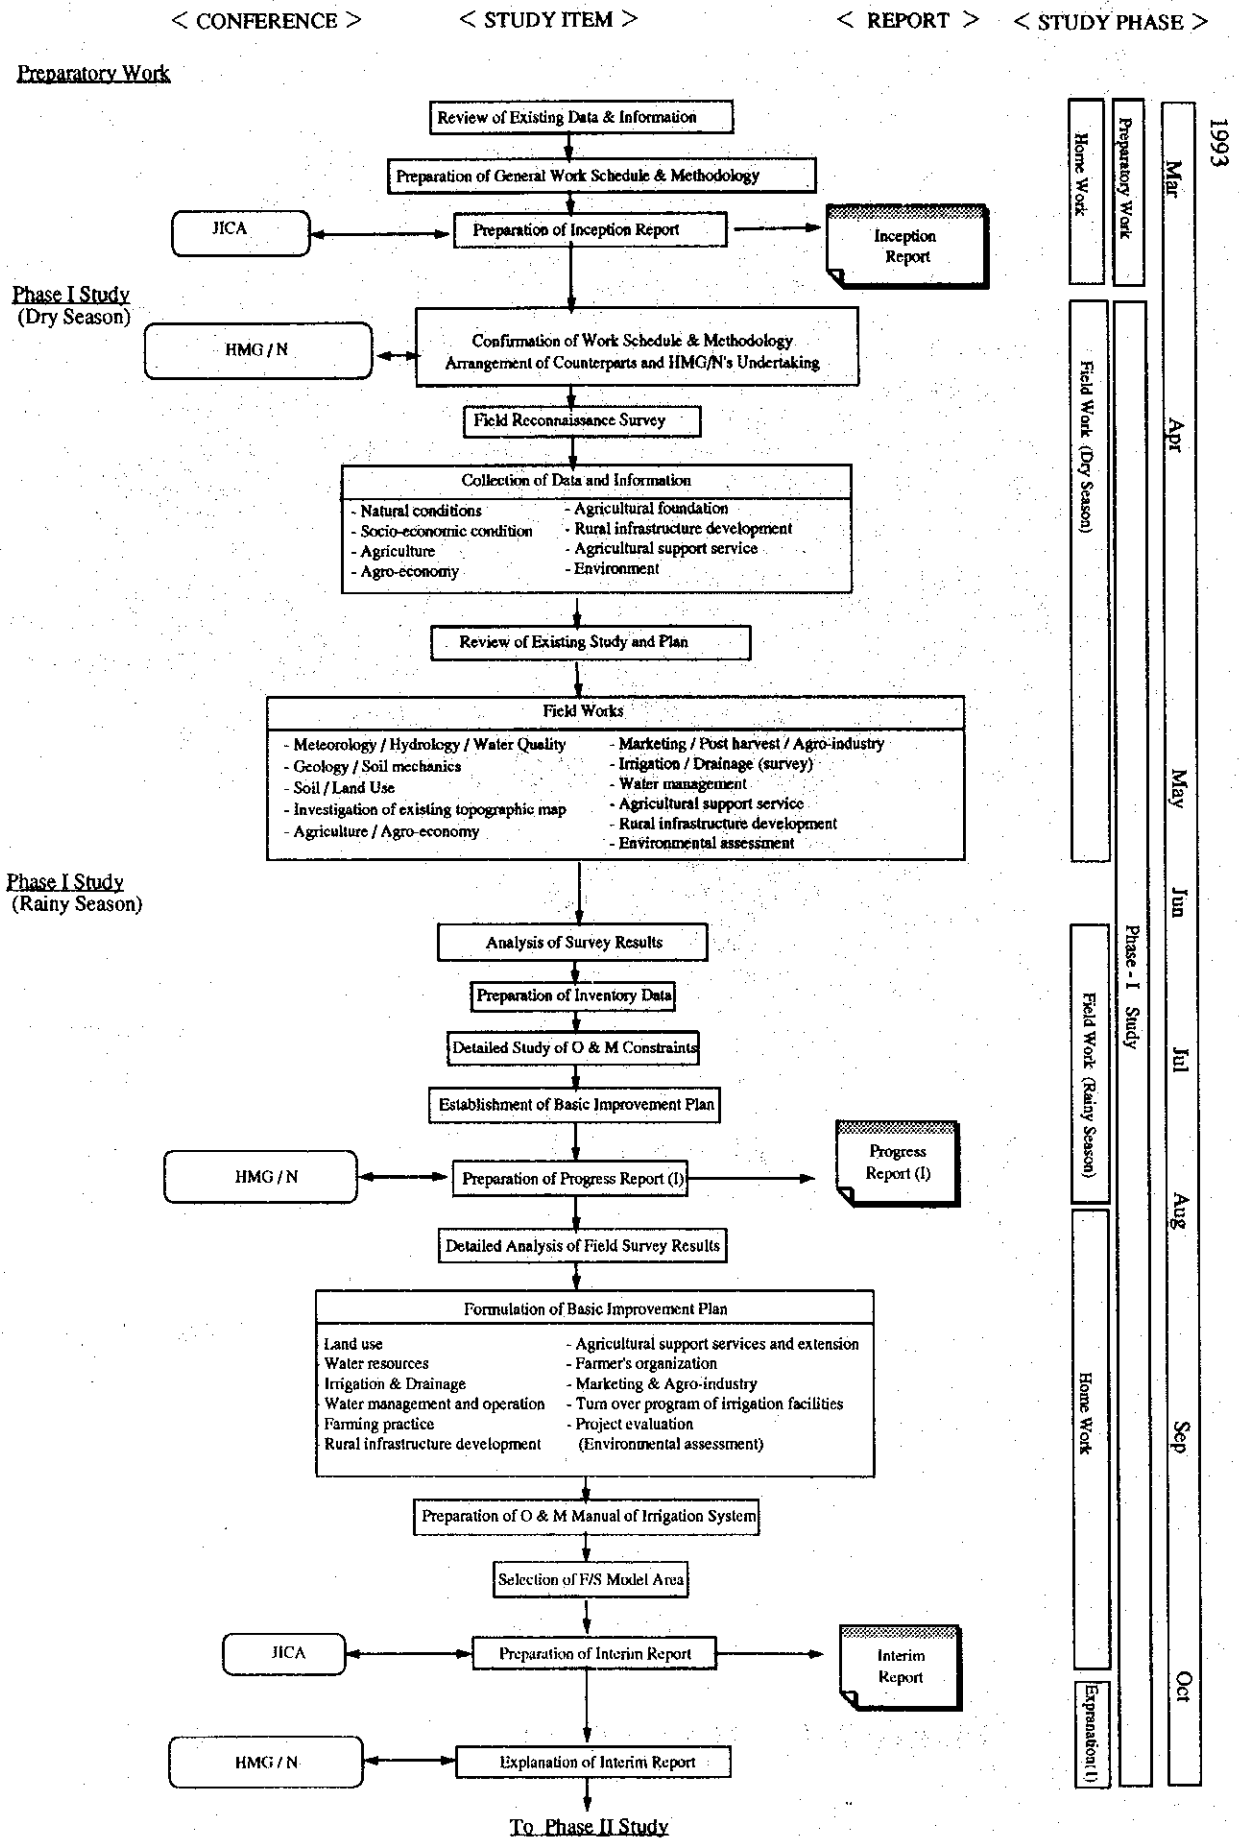 < CONFERENCE >
< STUDY ITEM >
< REPORT >
< STUDY PHASE >
Preparatory Work
1993
Review of Existing Data & Information
Preparation of General Work Schedule & Methodology
JICA
Preparation of Inception Report
Inception
Report
Home Work
Preparatory Work
Mar
Phase I Study
(Dry Season)
HMG / N
Confirmation of Work Schedule & Methodology
Arrangement of Counterparts and HMG/N's Undertaking
Field Reconnaissance Survey
Field Work (Dry Season)
Apr
Collection of Data and Information
- Natural conditions
- Socio-economic condition
- Agriculture
- Agro-economy
- Agricultural foundation
- Rural infrastructure development
- Agricultural support service
- Environment
Review of Existing Study and Plan
Field Works
- Meteorology / Hydrology / Water Quality
- Geology / Soil mechanics
- Soil / Land Use
- Investigation of existing topographic map
- Agriculture / Agro-economy
- Marketing / Post harvest / Agro-industry
- Irrigation / Drainage (survey)
- Water management
- Agricultural support service
- Rural infrastructure development
- Environmental assessment
May
Phase I Study
(Rainy Season)
Jun
Analysis of Survey Results
Preparation of Inventory Data
Detailed Study of O & M Constraints
Establishment of Basic Improvement Plan
Field Work (Rainy Season)
Phase - I Study
Jul
HMG / N
Preparation of Progress Report (I)
Progress
Report (I)
Aug
Detailed Analysis of Field Survey Results
Formulation of Basic Improvement Plan
Land use
Water resources
Irrigation & Drainage
Water management and operation
Farming practice
Rural infrastructure development
- Agricultural support services and extension
- Farmer's organization
- Marketing & Agro-industry
- Turn over program of irrigation facilities
- Project evaluation
(Environmental assessment)
Home Work
Sep
Preparation of O & M Manual of Irrigation System
Selection of F/S Model Area
JICA
Preparation of Interim Report
Interim
Report
Oct
HMG / N
Explanation of Interim Report
Expranation(I)
To Phase II Study